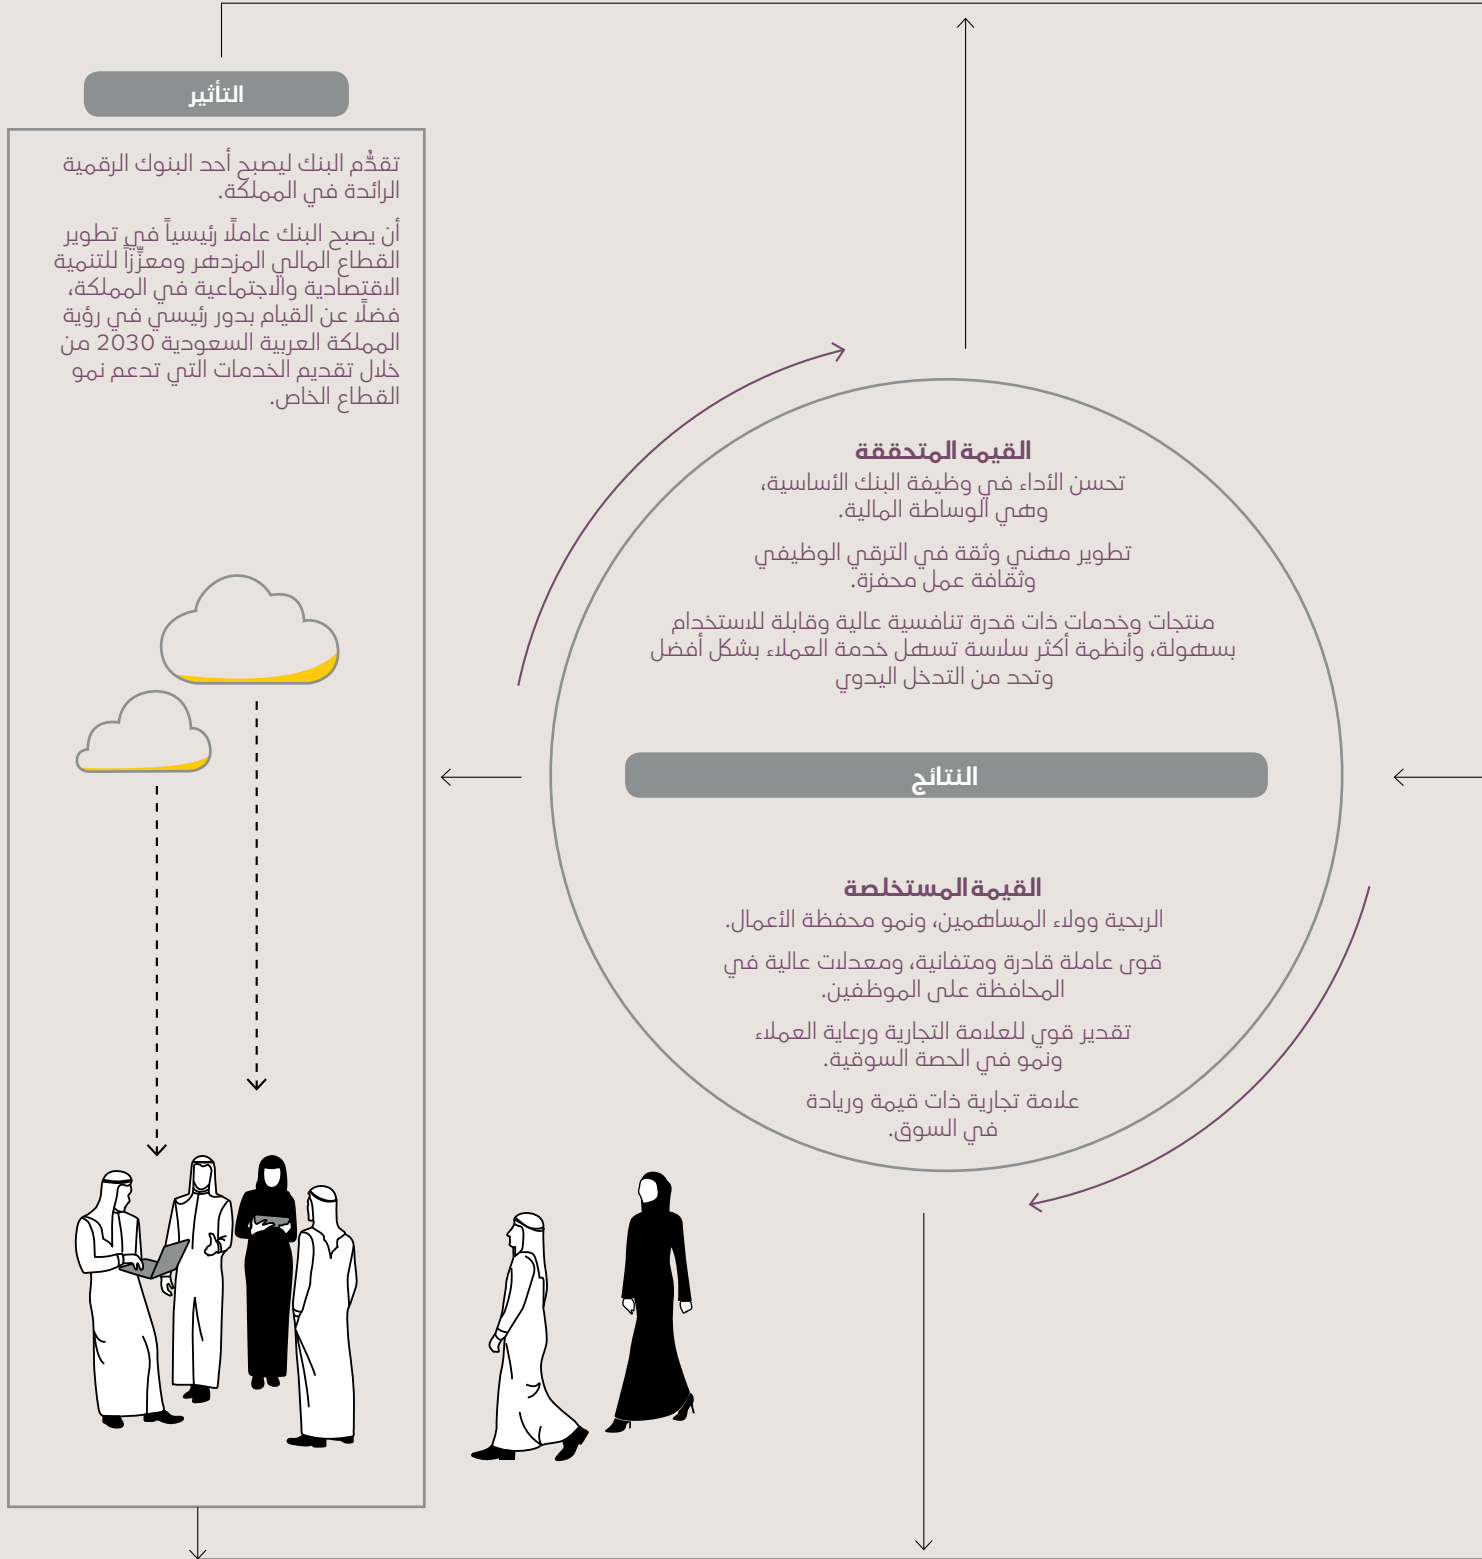 القيمة المتحققة
تحسن الأداء في وظيفة البنك الأساسية،
وهي الوساطة المالية.
تطوير مهني وثقة في الترقي الوظيفي
وثقافة عمل محفزة.
منتجات وخدمات ذات قدرة تنافسية عالية وقابلة للاستخدام
بسهولة، وأنظمة أكثر سلاسة تسهل خدمة العملاء بشكل أفضل
وتحد من التدخل اليدوي
النتائج
القيمة المستخلصة
الربحية وولاء المساهمين، ونمو محفظة الأعمال.
قوى عاملة قادرة ومتفانية، ومعدلات عالية في
المحافظة على الموظفين.
تقدير قوي للعلامة التجارية ورعاية العملاء
ونمو في الحصة السوقية.
علامة تجارية ذات قيمة وريادة
في السوق.
التأثير
تقدُّم البنك ليصبح أحد البنوك الرقمية
الرائدة في المملكة.
أن يصبح البنك عاملًا رئيسياً في تطوير
القطاع المالي المزدهر ومعزِّزاً للتنمية
الاقتصادية والاجتماعية في المملكة،
فضلًا عن القيام بدور رئيسي في رؤية
المملكة العربية السعودية 2030 من
خلال تقديم الخدمات التي تدعم نمو
القطاع الخاص.